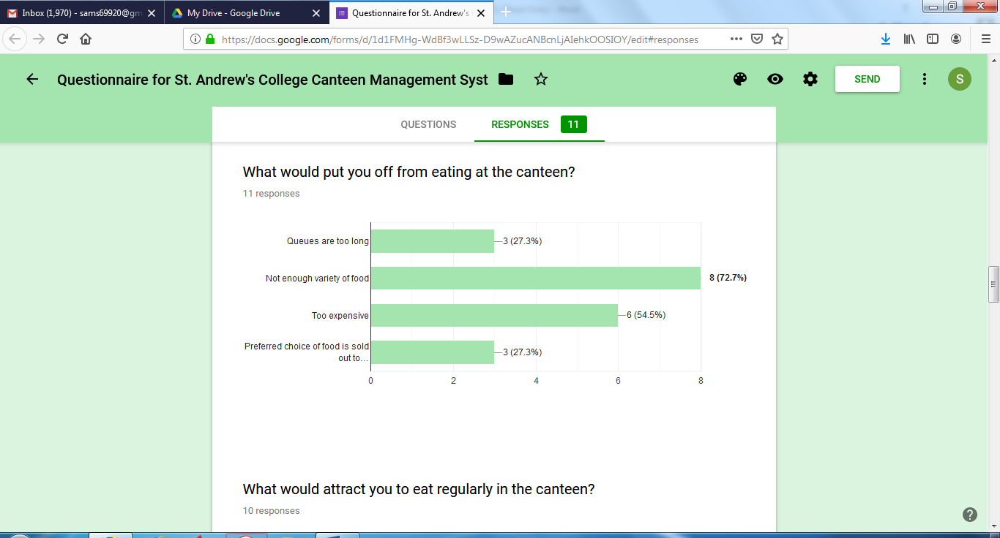 Inbox (1,970) - sams69920@gm
My Drive - Google Drive
Questionnaire for St. Andrew's
https://docs.google.com/forms/d/1d1FMHg-WdBf3wLLSz-D9wAZucANBcnLjAIehkOOSIOY/edit#responses
Questionnaire for St. Andrew's College Canteen Management Syst
SEND
S
QUESTIONS
RESPONSES 11
What would put you off from eating at the canteen?
11 responses
Queues are too long
3 (27.3%)
Not enough variety of food
8 (72.7%)
Too expensive
6 (54.5%)
Preferred choice of food is sold
out to...
3 (27.3%)
0 2 4 6 8
What would attract you to eat regularly in the canteen?
10 responses